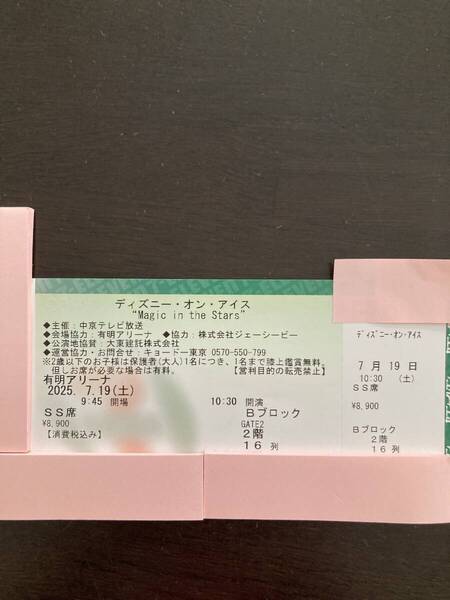 ディズニー・オン・アイス
“Magic in the Stars”
◆主催：中京テレビ放送
◆会場協力：有明アリーナ ◆協力：株式会社ジェーシービー
◆公演地協賛：大東建託株式会社
◆運営協力・お問合せ：キョードー東京 0570-550-799
※2歳以下のお子様は保護者(大人)1名につき、1名まで膝上鑑賞無料。
但しお席が必要な場合は有料。 【営利目的の転売禁止】
有明アリーナ
2025. 7.19(土)
9:45 開場 10:30 開演
SS席 Bブロック
¥8,900 GATE2
【消費税込み】 2階
16 列
ディズニー・オン・アイス
7月19日
10:30 (土)
SS席
¥8,900
Bブロック
2階
16 列